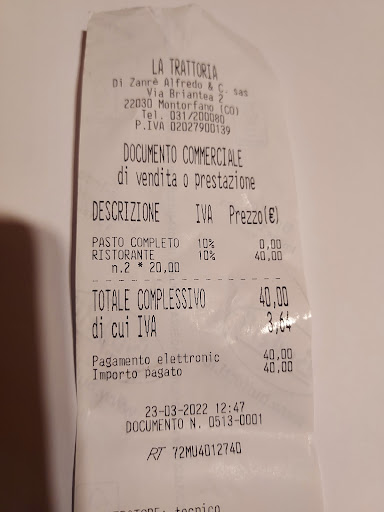 LA TRATTORIA
Di Zanrè Alfredo & C. sas
Via Briantea 2
22030 Montorfano (CO)
Tel. 031/200080
P.IVA 02027900139
DOCUMENTO COMMERCIALE
di vendita o prestazione
DESCRIZIONE IVA Prezzo(€)
PASTO COMPLETO 10% 0,00
RISTORANTE 10% 40,00
n.2 * 20,00
TOTALE COMPLESSIVO 40,00
di cui IVA 3,64
Pagamento elettronic 40,00
Importo pagato 40,00
23-03-2022 12:47
DOCUMENTO N. 0513-0001
RT 72MU4012740
tecnico